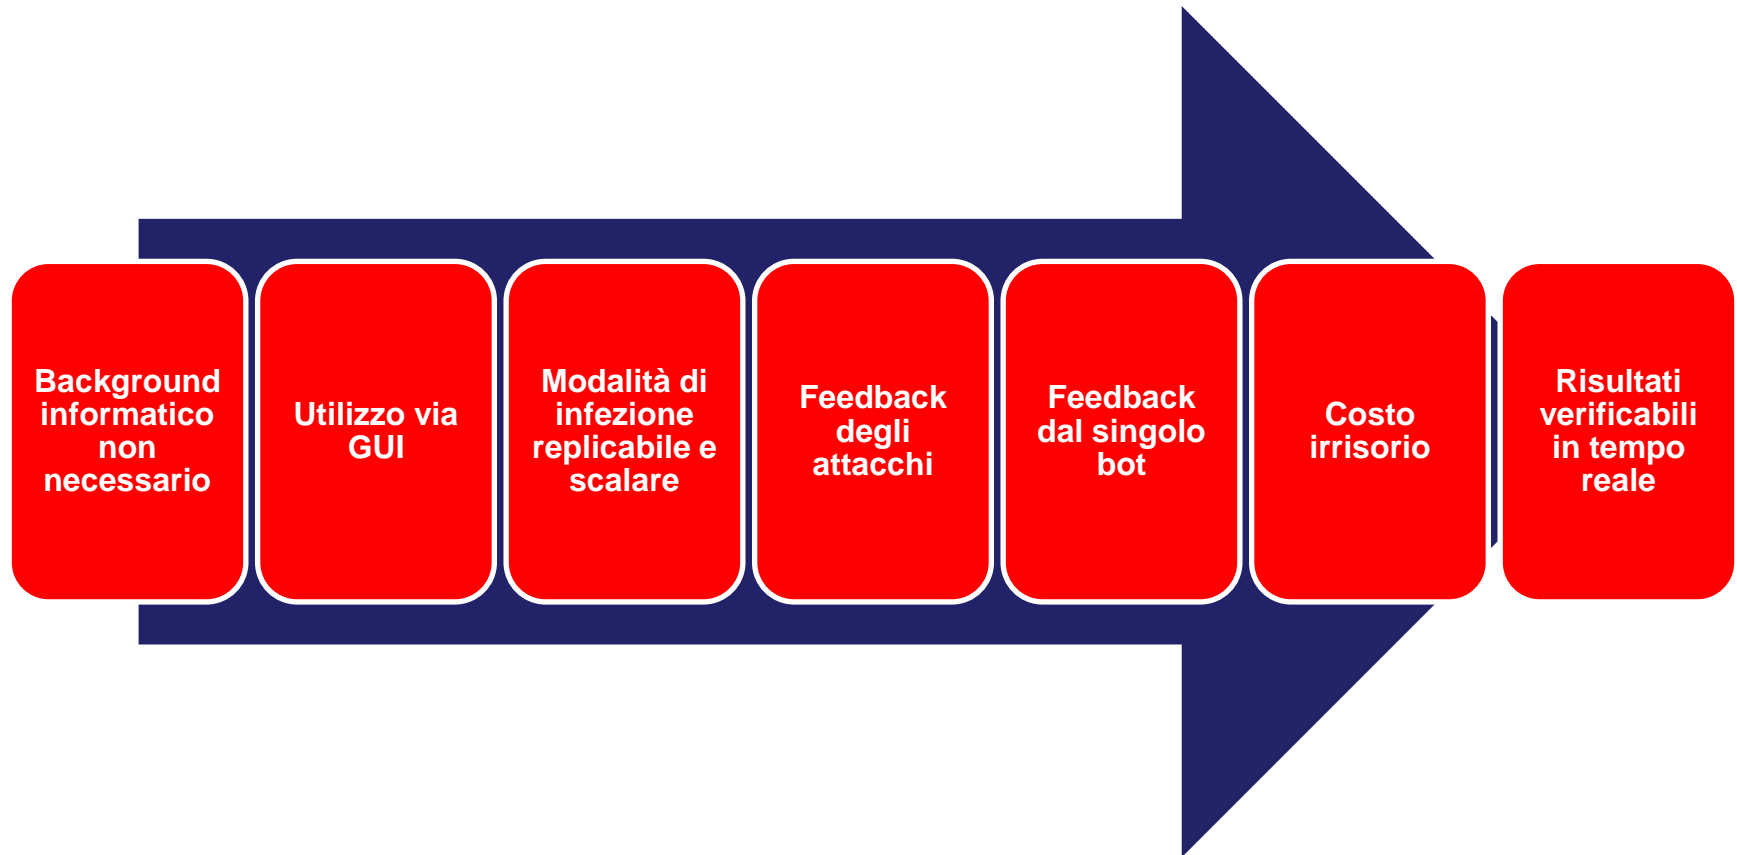 Background
informatico
non
necessario
Utilizzo via
GUI
Modalità di
infezione
replicabile e
scalare
Feedback
degli
attacchi
Feedback
dal singolo
bot
Costo
irrisorio
Risultati
verificabili
in tempo
reale